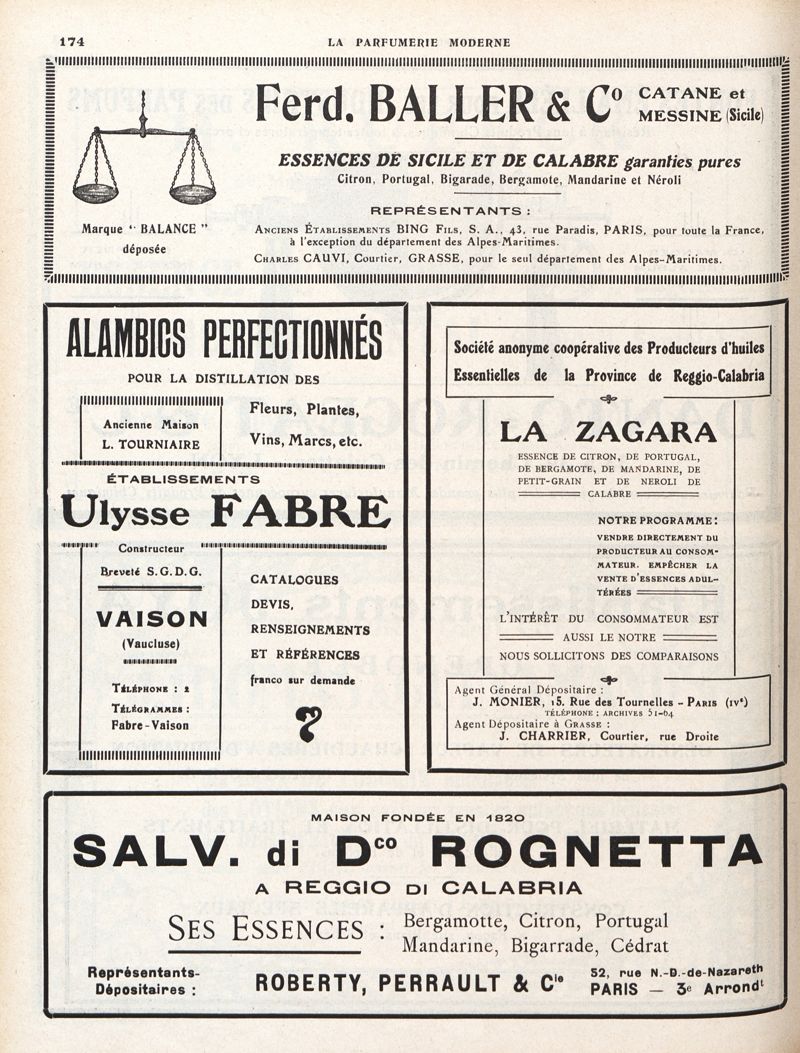 174
LA PARFUMERIE MODERNE
Ferd. BALLER & Cº
CATANE et
MESSINE (Sicile)
ESSENCES DE SICILE ET DE CALABRE garanties pures
Citron, Portugal, Bigarade, Bergamote, Mandarine et Néroli
Marque “ BALANCE ”
déposée
REPRÉSENTANTS :
ANCIENS ÉTABLISSEMENTS BING FILS, S. A., 43, rue Paradis, PARIS, pour toute la France,
à l'exception du département des Alpes-Maritimes.
CHARLES CAUVI, Courtier, GRASSE, pour le seul département des Alpes-Maritimes.
ALAMBICS PERFECTIONNÉS
POUR LA DISTILLATION DES
Ancienne Maison
L. TOURNIAIRE
Fleurs, Plantes,
Vins, Marcs, etc.
ÉTABLISSEMENTS
Ulysse FABRE
Constructeur
Breveté S.G.D.G.
VAISON
(Vaucluse)
TÉLÉPHONE : 2
TÉLÉGRAMMES :
Fabre-Vaison
CATALOGUES
DEVIS,
RENSEIGNEMENTS
ET RÉFÉRENCES
franco sur demande
Société anonyme coopérative des Producteurs d'huiles
Essentielles de la Province de Reggio-Calabria
LA ZAGARA
ESSENCE DE CITRON, DE PORTUGAL,
DE BERGAMOTE, DE MANDARINE, DE
PETIT-GRAIN ET DE NEROLI DE
CALABRE
NOTRE PROGRAMME:
VENDRE DIRECTEMENT DU
PRODUCTEUR AU CONSOM-
MATEUR. EMPÊCHER LA
VENTE D'ESSENCES ADUL-
TÉRÉES
L'INTÉRÊT DU CONSOMMATEUR EST
AUSSI LE NOTRE
NOUS SOLLICITONS DES COMPARAISONS
Agent Général Dépositaire :
J. MONIER, 15. Rue des Tournelles - PARIS (IVᵉ)
TÉLÉPHONE : ARCHIVES 51-64
Agent Dépositaire à GRASSE :
J. CHARRIER, Courtier, rue Droite
MAISON FONDÉE EN 1820
SALV. di Dᶜᵒ ROGNETTA
A REGGIO DI CALABRIA
SES ESSENCES :
Bergamotte, Citron, Portugal
Mandarine, Bigarrade, Cédrat
Représentants-
Dépositaires :
ROBERTY, PERRAULT & Cⁱᵉ
52, rue N.-D.-de-Nazareth
PARIS — 3ᵉ Arrondᵗ